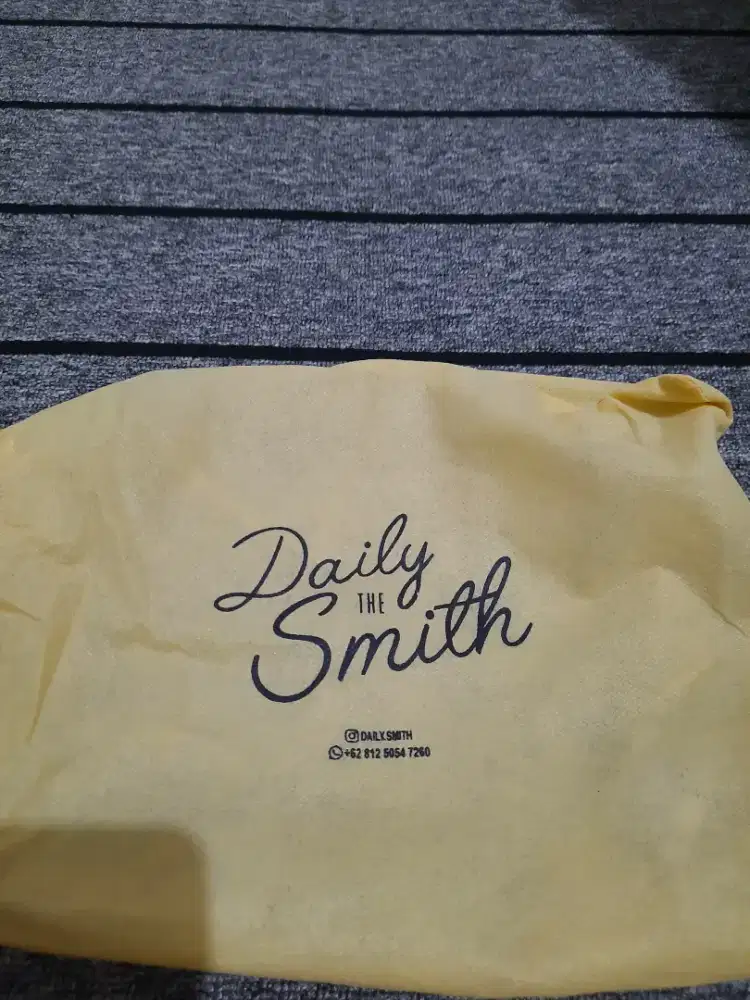 Daily
THE
Smith
DAILY.SMITH
+62 812 5054 7260